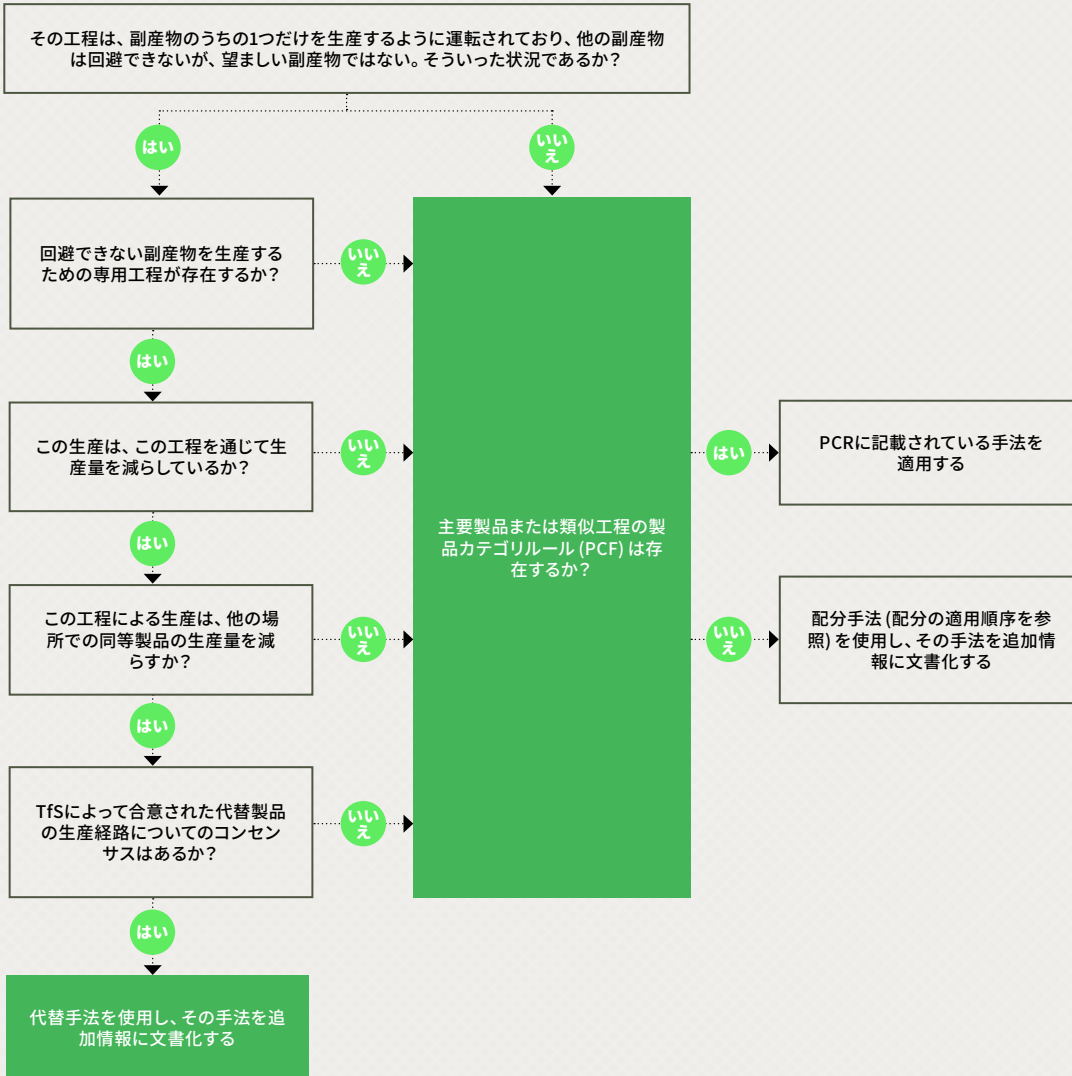 その工程は、副産物のうちの1つだけを生産するように運転されており、他の副産物
は回避できないが、望ましい副産物ではない。そういった状況であるか？
はい
いい
え
回避できない副産物を生産する
ための専用工程が存在するか？
いい
え
はい
この生産は、この工程を通じて生
産量を減らしているか？
いい
え
はい
PCRに記載されている手法を
適用する
主要製品または類似工程の製
品カテゴリルール (PCF) は存
在するか？
はい
この工程による生産は、他の場
所での同等製品の生産量を減
らすか？
いい
え
いい
え
配分手法 (配分の適用順序を参
照) を使用し、その手法を追加情
報に文書化する
はい
TfSによって合意された代替製品
の生産経路についてのコンセン
サスはあるか？
いい
え
はい
代替手法を使用し、その手法を追
加情報に文書化する